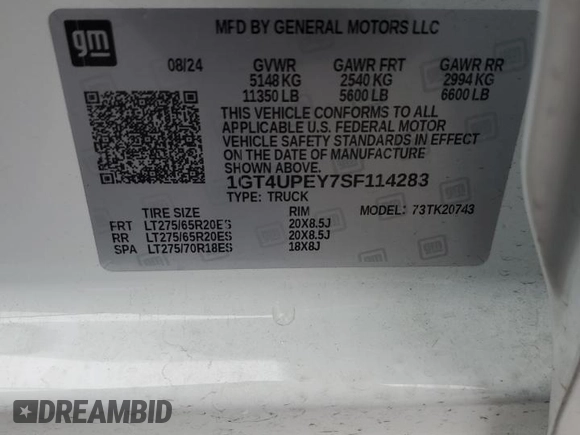 gm
MFD BY GENERAL MOTORS LLC
08/24 GVWR GAWR FRT GAWR RR
5148 KG 2540 KG 2994 KG
11350 LB 5600 LB 6600 LB
THIS VEHICLE CONFORMS TO ALL
APPLICABLE U.S. FEDERAL MOTOR
VEHICLE SAFETY STANDARDS IN EFFECT
ON THE DATE OF MANUFACTURE
SHOWN ABOVE.
1GT4UPEY7SF114283
TYPE: TRUCK MODEL: 73TK20743
TIRE SIZE RIM
FRT LT275/65R20ES 20X8.5J
RR LT275/65R20ES 20X8.5J
SPA LT275/70R18ES 18X8J
DREAMBID